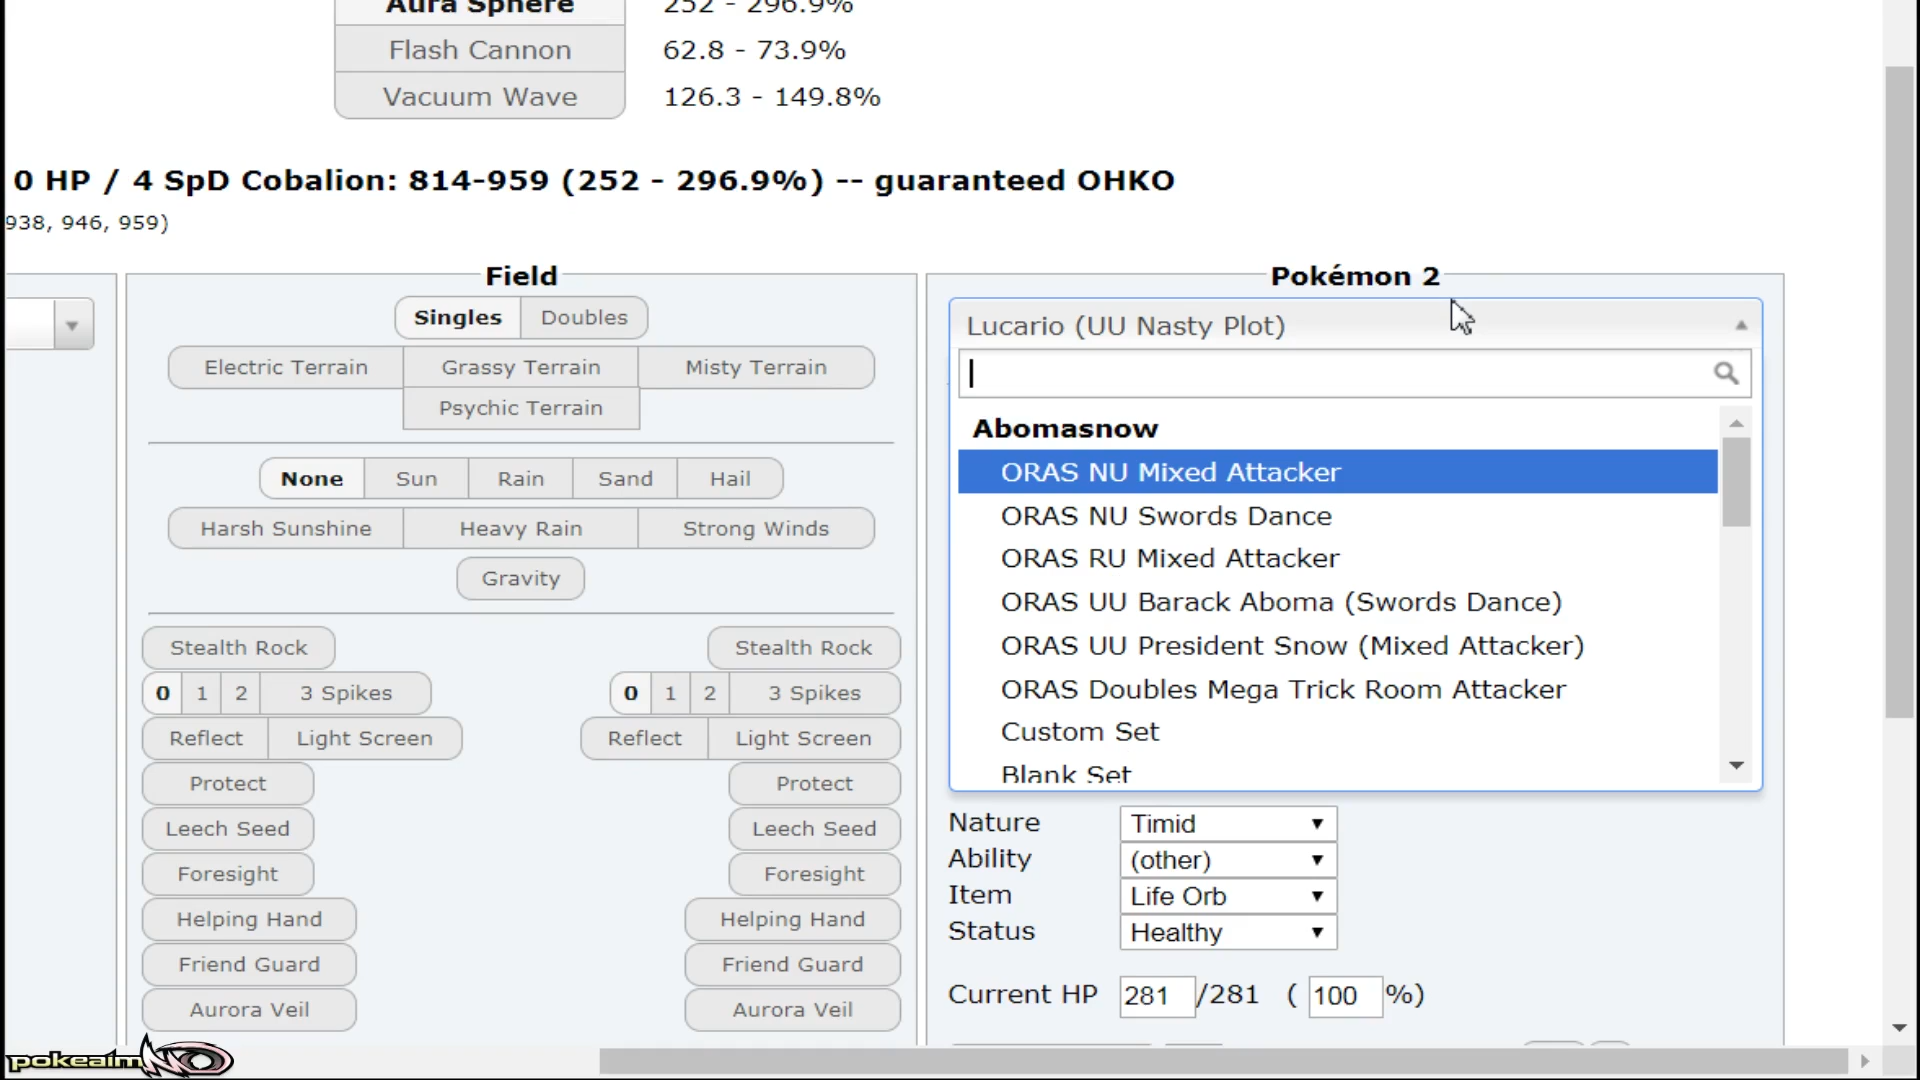 Aura Sphere 252 - 296.9%
Flash Cannon 62.8 - 73.9%
Vacuum Wave 126.3 - 149.8%
0 HP / 4 SpD Cobalion: 814-959 (252 - 296.9%) -- guaranteed OHKO
938, 946, 959)
Field
Singles Doubles
Electric Terrain Grassy Terrain Misty Terrain
Psychic Terrain
None Sun Rain Sand Hail
Harsh Sunshine Heavy Rain Strong Winds
Gravity
Stealth Rock Stealth Rock
0 1 2 3 Spikes 0 1 2 3 Spikes
Reflect Light Screen Reflect Light Screen
Protect Protect
Leech Seed Leech Seed
Foresight Foresight
Helping Hand Helping Hand
Friend Guard Friend Guard
Aurora Veil Aurora Veil
Pokémon 2
Lucario (UU Nasty Plot)
Abomasnow
ORAS NU Mixed Attacker
ORAS NU Swords Dance
ORAS RU Mixed Attacker
ORAS UU Barack Aboma (Swords Dance)
ORAS UU President Snow (Mixed Attacker)
ORAS Doubles Mega Trick Room Attacker
Custom Set
Blank Set
Nature Timid
Ability (other)
Item Life Orb
Status Healthy
Current HP 281/281 ( 100 %)
pokeaim